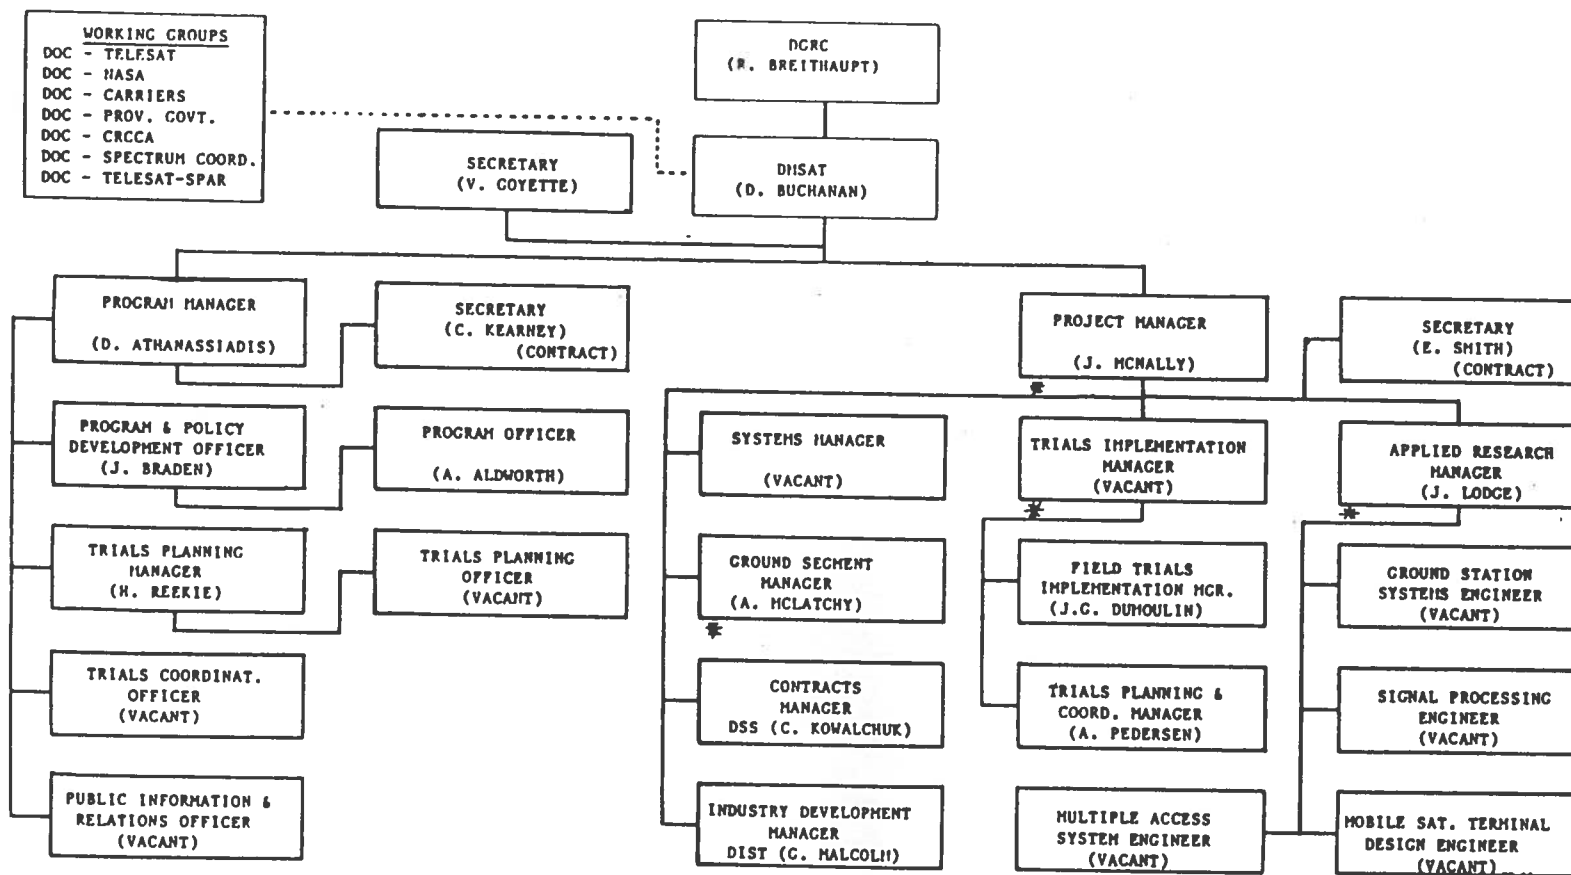 WORKING GROUPS
DOC - TELESAT
DOC - NASA
DOC - CARRIERS
DOC - PROV. GOVT.
DOC - CRCCA
DOC - SPECTRUM COORD.
DOC - TELESAT-SPAR
DGRC
(R. BREITHAUPT)
SECRETARY
(V. GOYETTE)
DMSAT
(D. BUCHANAN)
PROGRAM MANAGER
(D. ATHANASSIADIS)
SECRETARY
(C. KEARNEY)
(CONTRACT)
PROJECT MANAGER
(J. MCNALLY)
*
SECRETARY
(E. SMITH)
(CONTRACT)
PROGRAM & POLICY
DEVELOPMENT OFFICER
(J. BRADEN)
PROGRAM OFFICER
(A. ALDWORTH)
SYSTEMS MANAGER
(VACANT)
TRIALS IMPLEMENTATION
MANAGER
(VACANT)
*
APPLIED RESEARCH
MANAGER
(J. LODGE)
*
TRIALS PLANNING
MANAGER
(H. REEKIE)
TRIALS PLANNING
OFFICER
(VACANT)
GROUND SEGMENT
MANAGER
(A. MCLATCHY)
*
FIELD TRIALS
IMPLEMENTATION MGR.
(J.G. DUMOULIN)
GROUND STATION
SYSTEMS ENGINEER
(VACANT)
TRIALS COORDINAT.
OFFICER
(VACANT)
CONTRACTS
MANAGER
DSS (C. KOWALCHUK)
TRIALS PLANNING &
COORD. MANAGER
(A. PEDERSEN)
SIGNAL PROCESSING
ENGINEER
(VACANT)
PUBLIC INFORMATION &
RELATIONS OFFICER
(VACANT)
INDUSTRY DEVELOPMENT
MANAGER
DIST (G. MALCOLM)
MULTIPLE ACCESS
SYSTEM ENGINEER
(VACANT)
MOBILE SAT. TERMINAL
DESIGN ENGINEER
(VACANT)